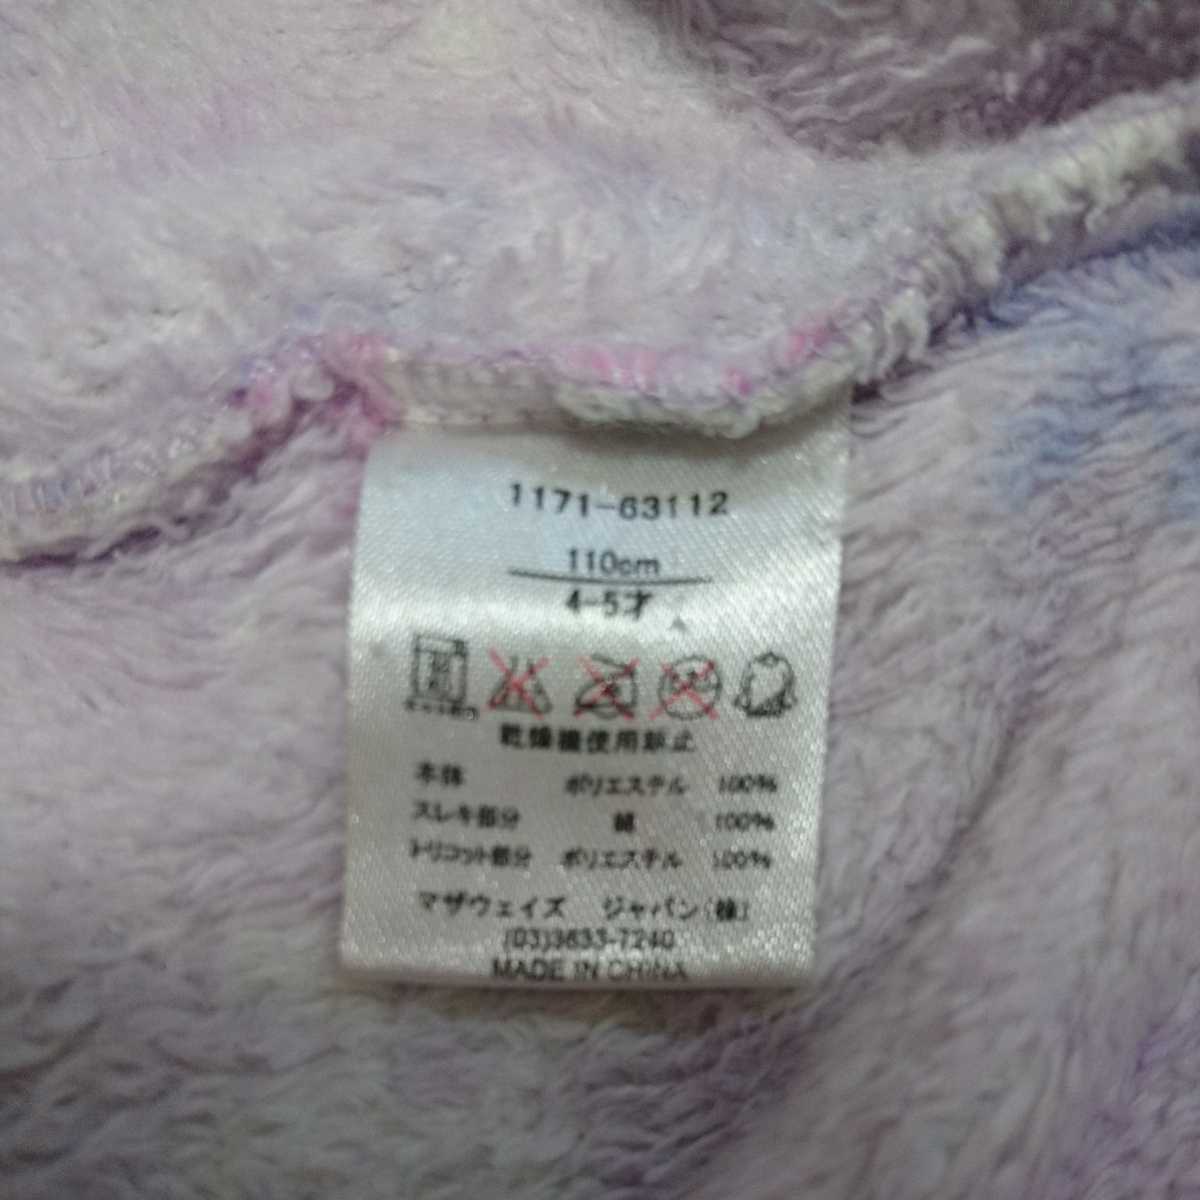 1171-63112
110cm
4-5才
乾燥機使用禁止
本体 ポリエステル 100%
スレキ部分 綿 100%
トリコット部分 ポリエステル 100%
マザウェイズ ジャパン(株)
(03)3633-7240
MADE IN CHINA